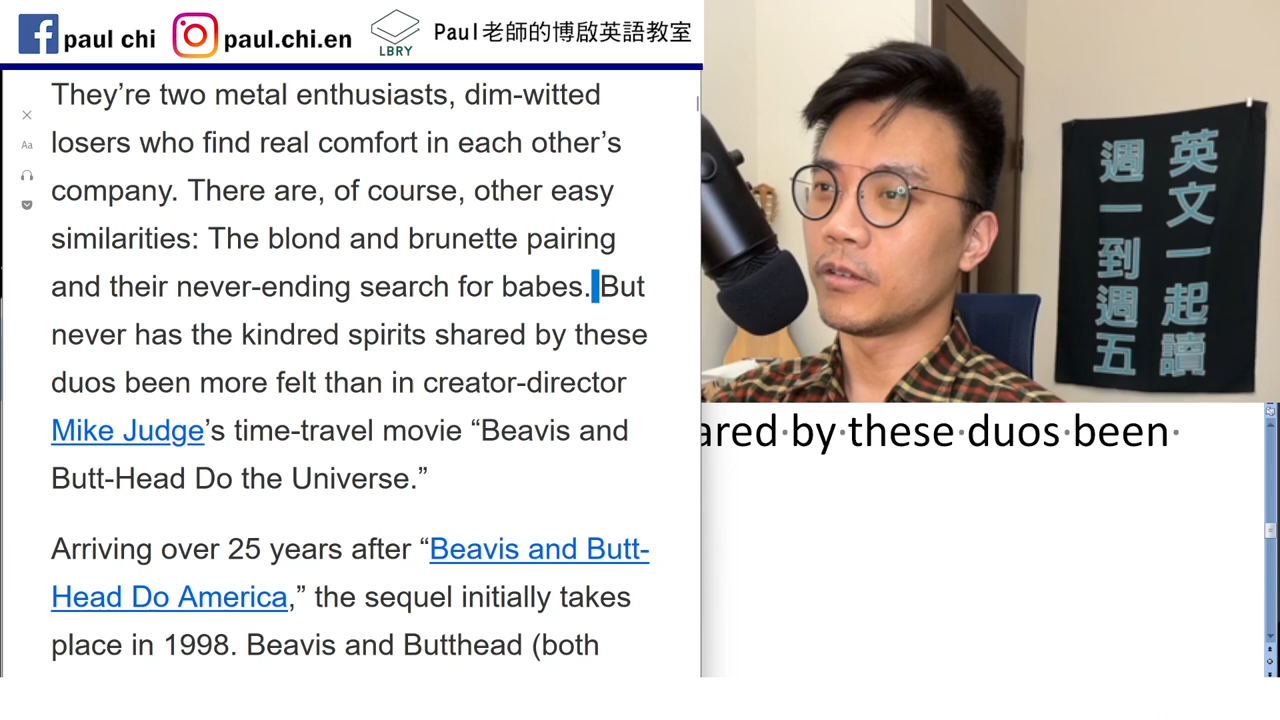 paul chi
paul.chi.en
LBRY
Paul老師的博啟英語教室
They’re two metal enthusiasts, dim-witted
losers who find real comfort in each other’s
company. There are, of course, other easy
similarities: The blond and brunette pairing
and their never-ending search for babes. But
never has the kindred spirits shared by these
duos been more felt than in creator-director
Mike Judge’s time-travel movie “Beavis and
Butt-Head Do the Universe.”
Arriving over 25 years after “Beavis and Butt-
Head Do America,” the sequel initially takes
place in 1998. Beavis and Butthead (both
Aa
英文一起讀
週一到週五
ared·by·these·duos·been·